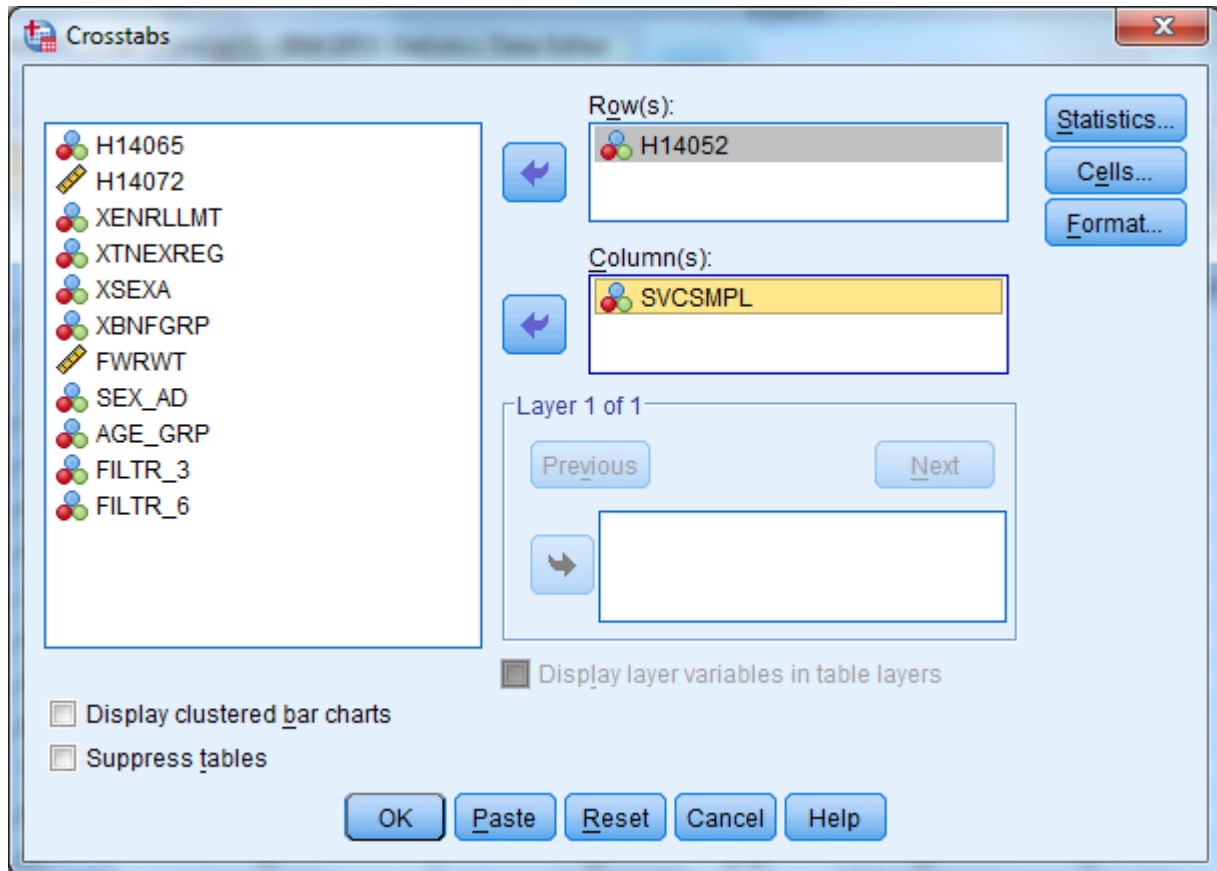 Crosstabs
Row(s):
Statistics...
H14065
H14052
H14072
Cells...
XENRLLMT
XTNEXREG
Format...
Column(s):
XSEXA
SVCSMPL
XBNFGRP
FWRWT
SEX_AD
Layer 1 of 1
AGE_GRP
Previous
Next
FILTR_3
FILTR_6
Display layer variables in table layers
Display clustered bar charts
Suppress tables
OK Paste Reset Cancel Help